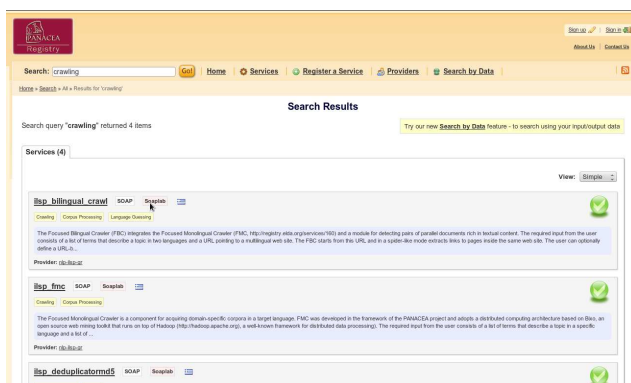 PANACEA
Registry
Sign up | Sign in
About Us | Contact Us
Search: crawling Go! Home Services Register a Service Providers Search by Data
Home » Search » All » Results for 'crawling'
Search Results
Search query "crawling" returned 4 items
Try our new Search by Data feature - to search using your input/output data
Services (4)
View: Simple
ilsp_bilingual_crawl SOAP Soaplab
Crawling Corpus Processing Language Guessing
The Focused Bilingual Crawler (FBC) integrates the Focused Monolingual Crawler (FMC, http://registry.elda.org/services/160) and a module for detecting pairs of parallel documents rich in textual content. The required input from the user
consists of a list of terms that describe a topic in two languages and a URL pointing to a multilingual web site. The FBC starts from this URL and in a spider-like mode extracts links to pages inside the same web site. The user can optionally
define a URL-b...
Provider: nlp-ilsp-gr
ilsp_fmc SOAP Soaplab
Crawling Corpus Processing
The Focused Monolingual Crawler is a component for acquiring domain-specific corpora in a target language. FMC was developed in the framework of the PANACEA project and adopts a distributed computing architecture based on Bixo, an
open source web mining toolkit that runs on top of Hadoop (http://hadoop.apache.org), a well-known framework for distributed data processing). The required input from the user consists of a list of terms that describe a topic in a specific
language and a list of ...
Provider: nlp-ilsp-gr
ilsp_deduplicatormd5 SOAP Soaplab